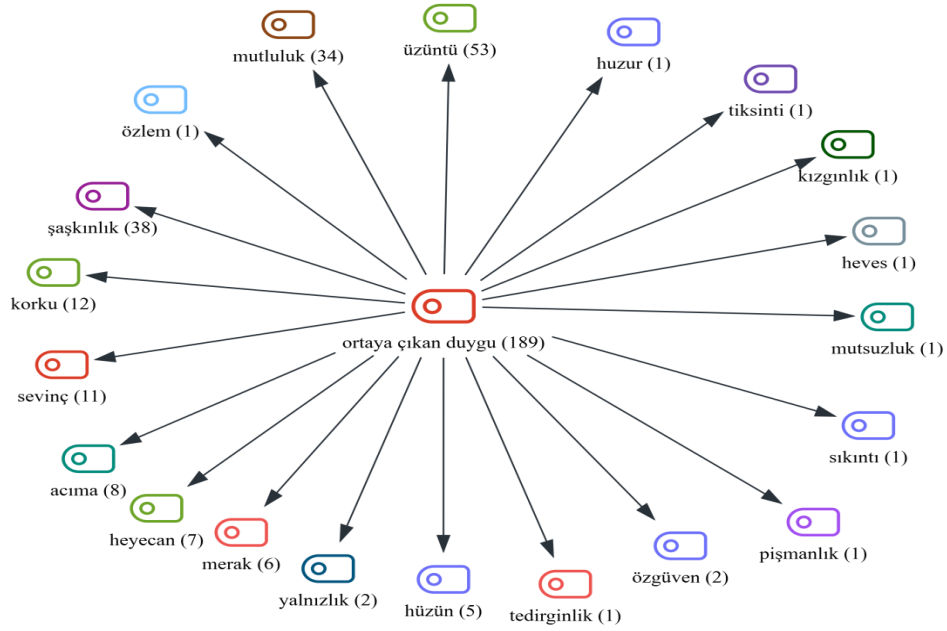 üzüntü (53)
mutluluk (34)
huzur (1)
tiksinti (1)
özlem (1)
kızgınlık (1)
şaşkınlık (38)
heves (1)
korku (12)
ortaya çıkan duygu (189)
mutsuzluk (1)
sevinç (11)
sıkıntı (1)
acıma (8)
heyecan (7)
pişmanlık (1)
merak (6)
özgüven (2)
yalnızlık (2)
hüzün (5)
tedirginlik (1)